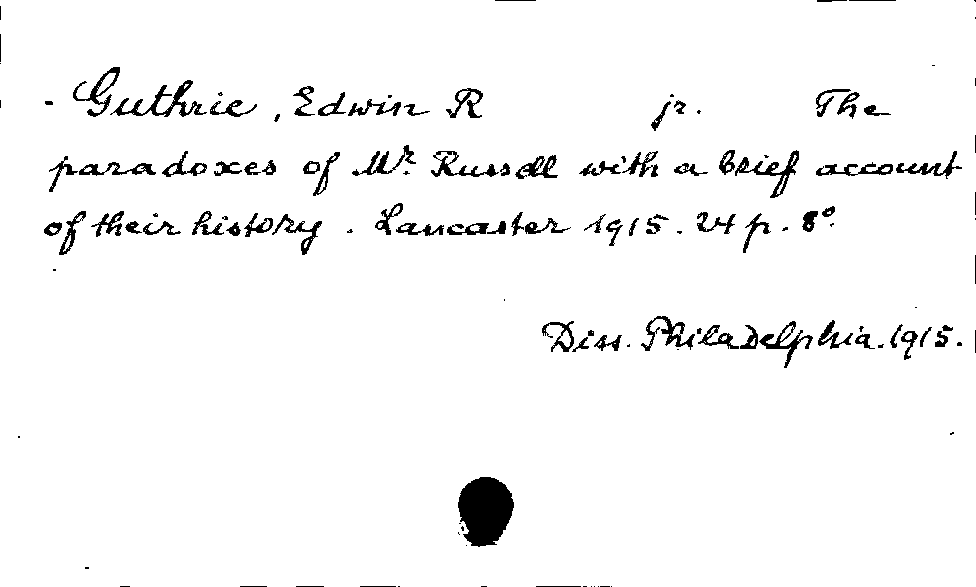 - Guthrie, Edwin R jr. The
paradoxes of Mr. Russell with a brief account
of their history. Lancaster 1915. 24 p. 8°.
Diss. Philadelphia. 1915.